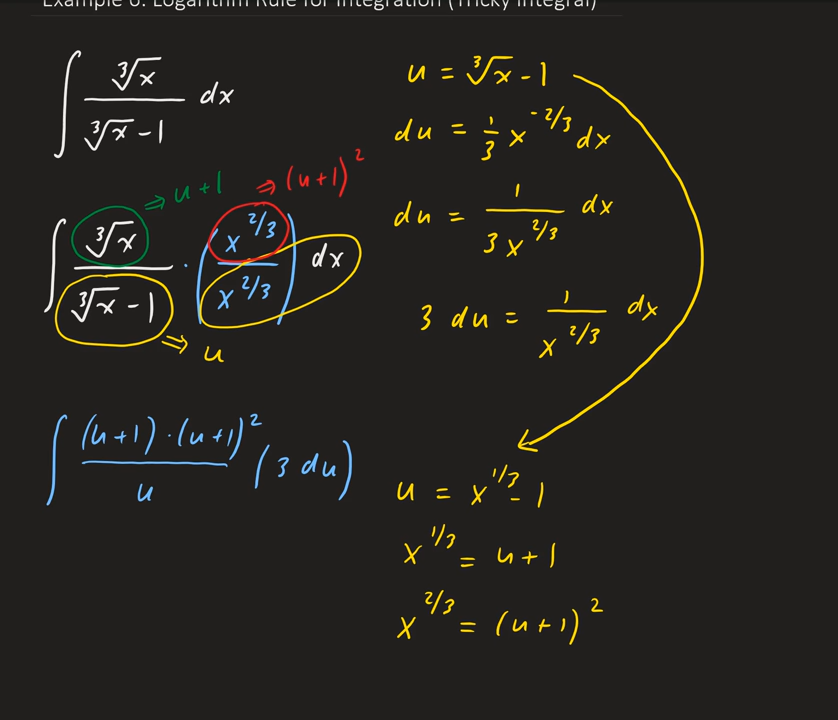 Example 6: Logarithm Rule for Integration (Tricky Integral)
∫ ∛x / (∛x - 1) dx
∫ ∛x / (∛x - 1) · (x^(2/3) / x^(2/3)) dx
⇒ u + 1
⇒ (u+1)^2
⇒ u
∫ (u+1)·(u+1)^2 / u (3 du)
u = ∛x - 1
du = 1/3 x^(-2/3) dx
du = 1 / (3 x^(2/3)) dx
3 du = 1 / x^(2/3) dx
u = x^(1/3) - 1
x^(1/3) = u + 1
x^(2/3) = (u+1)^2